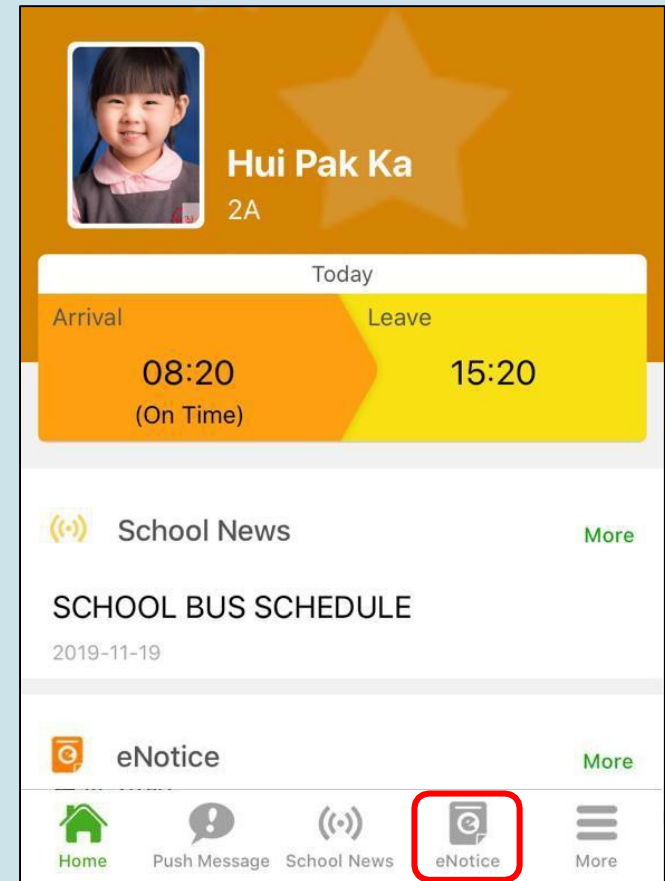 Hui Pak Ka
2A
Today
Arrival
Leave
08:20
15:20
(On Time)
School News
More
SCHOOL BUS SCHEDULE
2019-11-19
eNotice
More
Home
Push Message
School News
eNotice
More